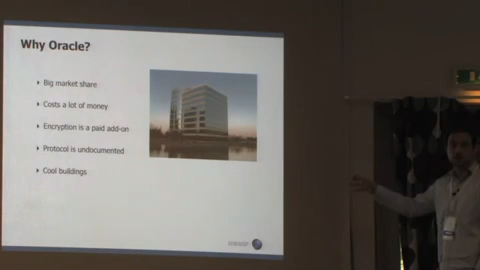 Why Oracle?
Big market share
Costs a lot of money
Encryption is a paid add-on
Protocol is undocumented
Cool buildings